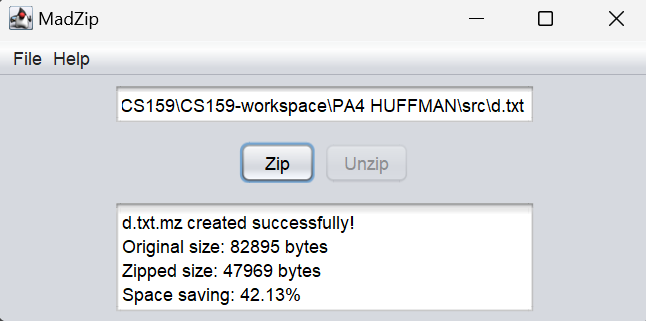 MadZip
File Help
CS159\CS159-workspace\PA4 HUFFMAN\src\d.txt
Zip Unzip
d.txt.mz created successfully!
Original size: 82895 bytes
Zipped size: 47969 bytes
Space saving: 42.13%